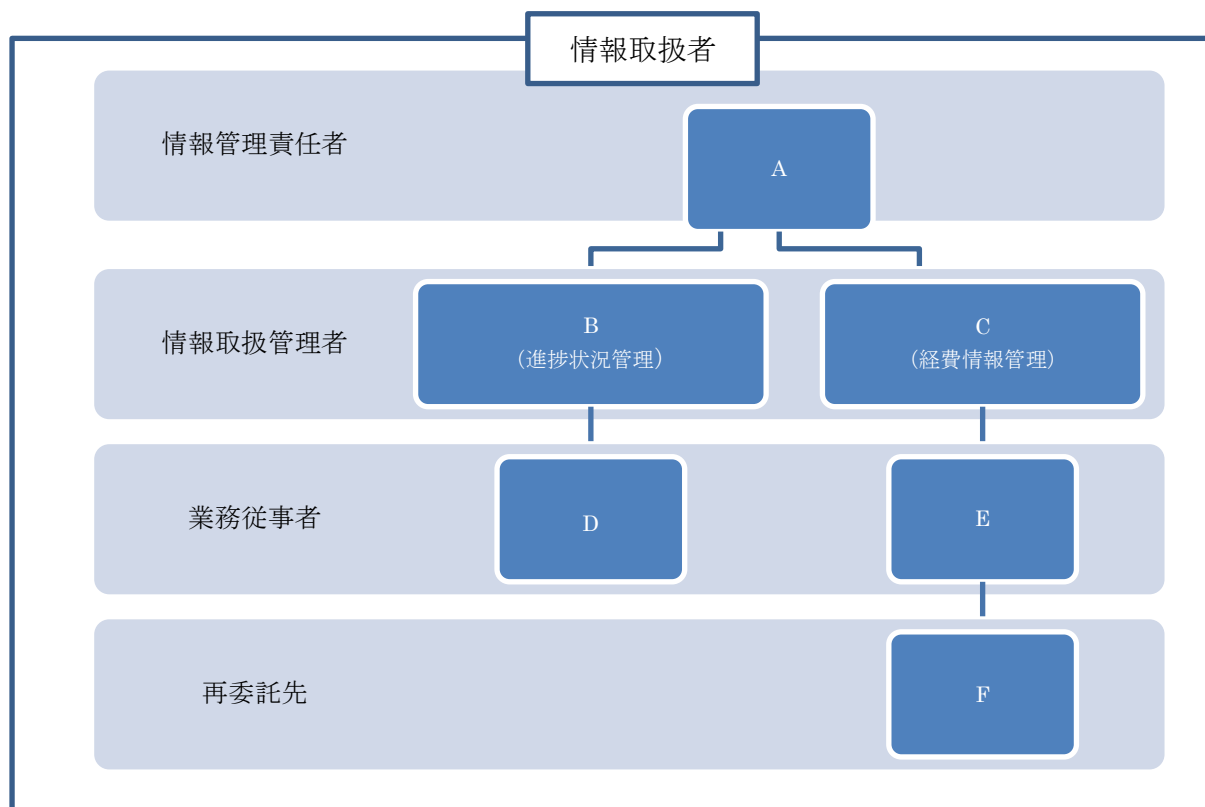 情報取扱者
情報管理責任者
A
情報取扱管理者
B
（進捗状況管理）
C
（経費情報管理）
業務従事者
D
E
再委託先
F